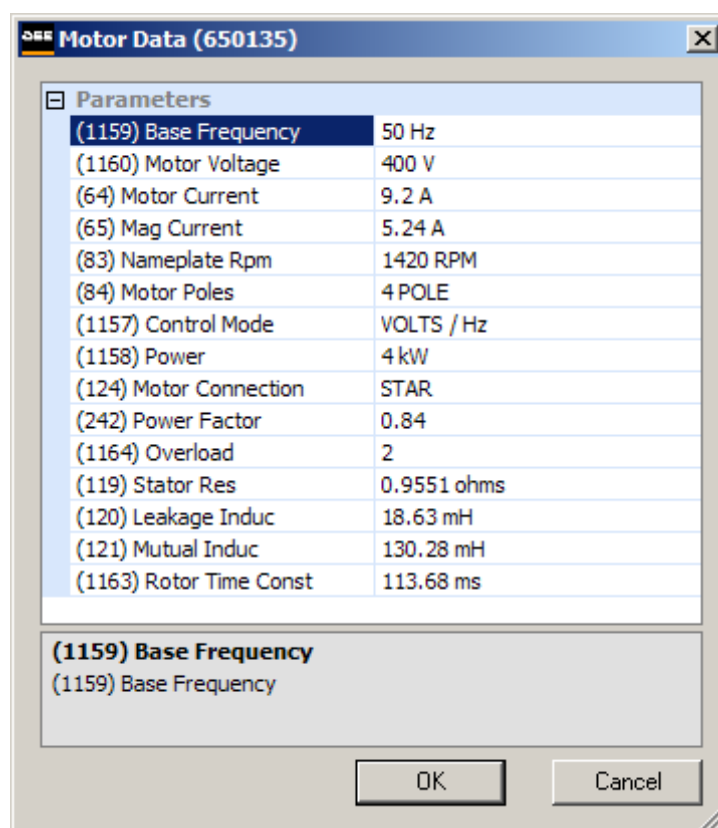 Motor Data (650135)
Parameters
(1159) Base Frequency 50 Hz
(1160) Motor Voltage 400 V
(64) Motor Current 9.2 A
(65) Mag Current 5.24 A
(83) Nameplate Rpm 1420 RPM
(84) Motor Poles 4 POLE
(1157) Control Mode VOLTS / Hz
(1158) Power 4 kW
(124) Motor Connection STAR
(242) Power Factor 0.84
(1164) Overload 2
(119) Stator Res 0.9551 ohms
(120) Leakage Induc 18.63 mH
(121) Mutual Induc 130.28 mH
(1163) Rotor Time Const 113.68 ms
(1159) Base Frequency
(1159) Base Frequency
OK Cancel